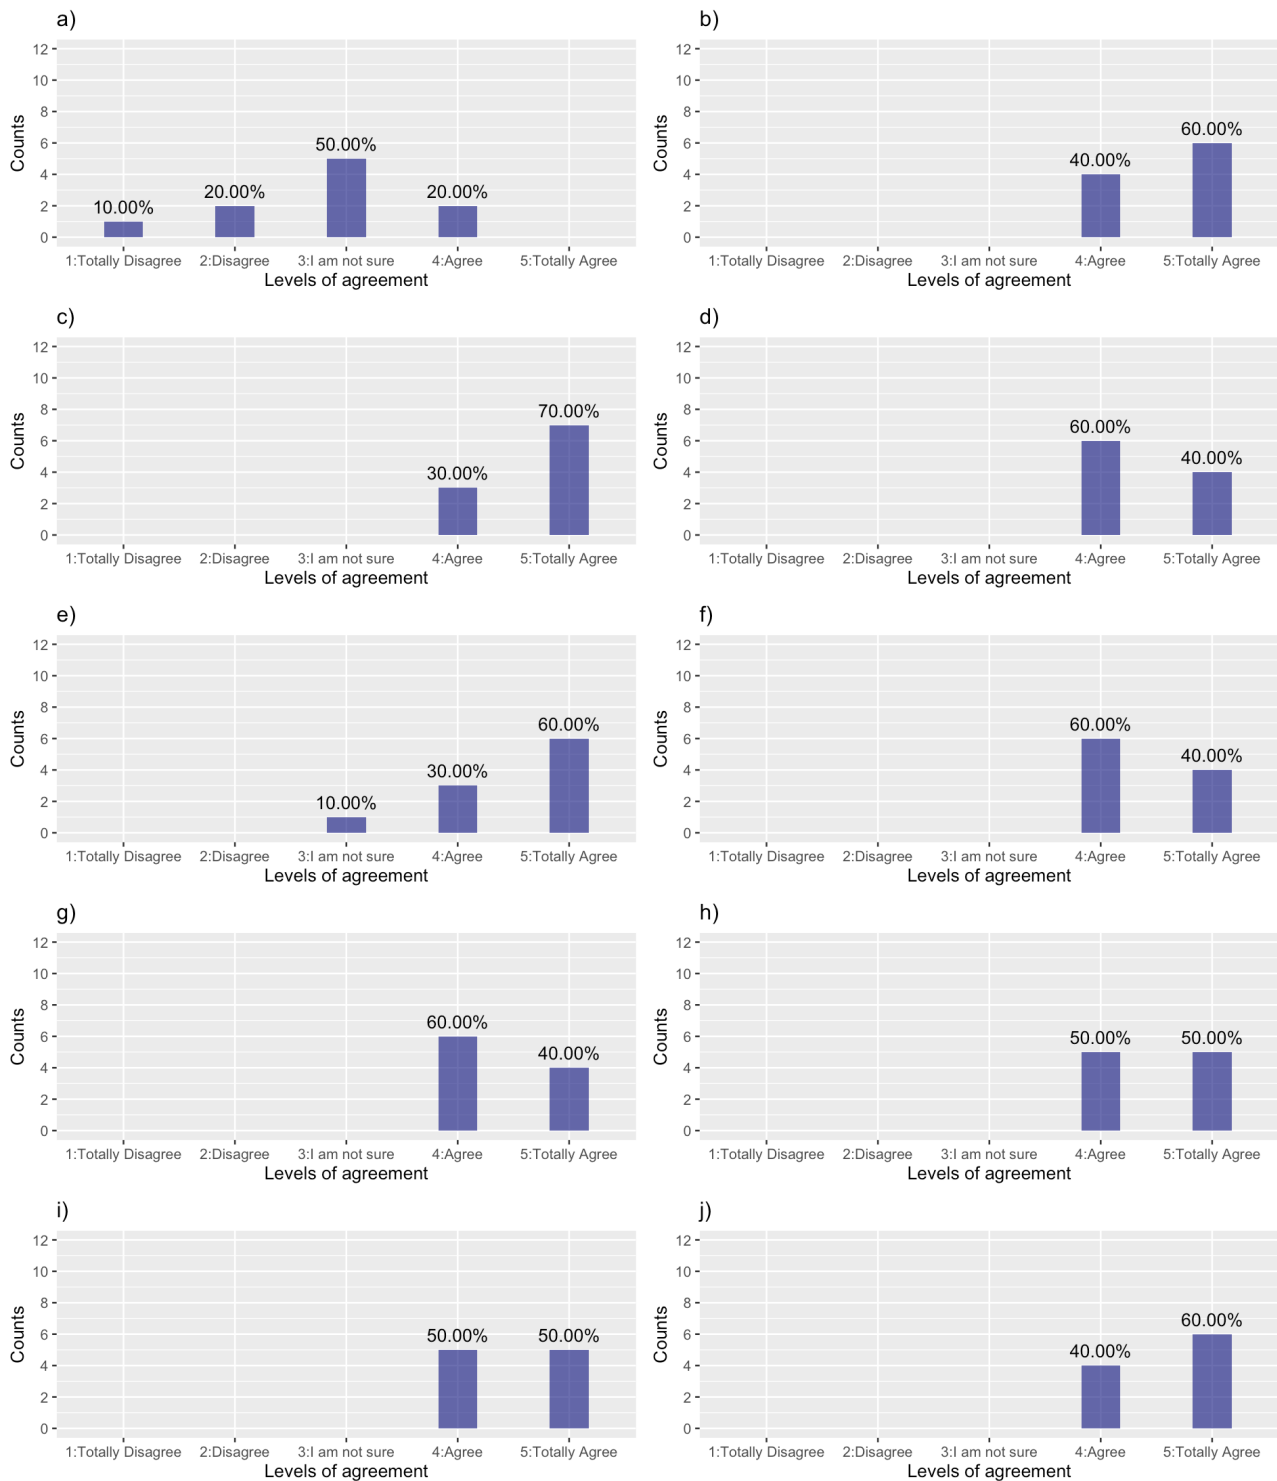 a)
12
10
8
6
4
2
0
Counts
10.00%
20.00%
50.00%
20.00%
1:Totally Disagree 2:Disagree 3:I am not sure 4:Agree 5:Totally Agree
Levels of agreement
b)
12
10
8
6
4
2
0
Counts
40.00%
60.00%
1:Totally Disagree 2:Disagree 3:I am not sure 4:Agree 5:Totally Agree
Levels of agreement
c)
12
10
8
6
4
2
0
Counts
30.00%
70.00%
1:Totally Disagree 2:Disagree 3:I am not sure 4:Agree 5:Totally Agree
Levels of agreement
d)
12
10
8
6
4
2
0
Counts
60.00%
40.00%
1:Totally Disagree 2:Disagree 3:I am not sure 4:Agree 5:Totally Agree
Levels of agreement
e)
12
10
8
6
4
2
0
Counts
10.00%
30.00%
60.00%
1:Totally Disagree 2:Disagree 3:I am not sure 4:Agree 5:Totally Agree
Levels of agreement
f)
12
10
8
6
4
2
0
Counts
60.00%
40.00%
1:Totally Disagree 2:Disagree 3:I am not sure 4:Agree 5:Totally Agree
Levels of agreement
g)
12
10
8
6
4
2
0
Counts
60.00%
40.00%
1:Totally Disagree 2:Disagree 3:I am not sure 4:Agree 5:Totally Agree
Levels of agreement
h)
12
10
8
6
4
2
0
Counts
50.00% 50.00%
1:Totally Disagree 2:Disagree 3:I am not sure 4:Agree 5:Totally Agree
Levels of agreement
i)
12
10
8
6
4
2
0
Counts
50.00% 50.00%
1:Totally Disagree 2:Disagree 3:I am not sure 4:Agree 5:Totally Agree
Levels of agreement
j)
12
10
8
6
4
2
0
Counts
40.00%
60.00%
1:Totally Disagree 2:Disagree 3:I am not sure 4:Agree 5:Totally Agree
Levels of agreement